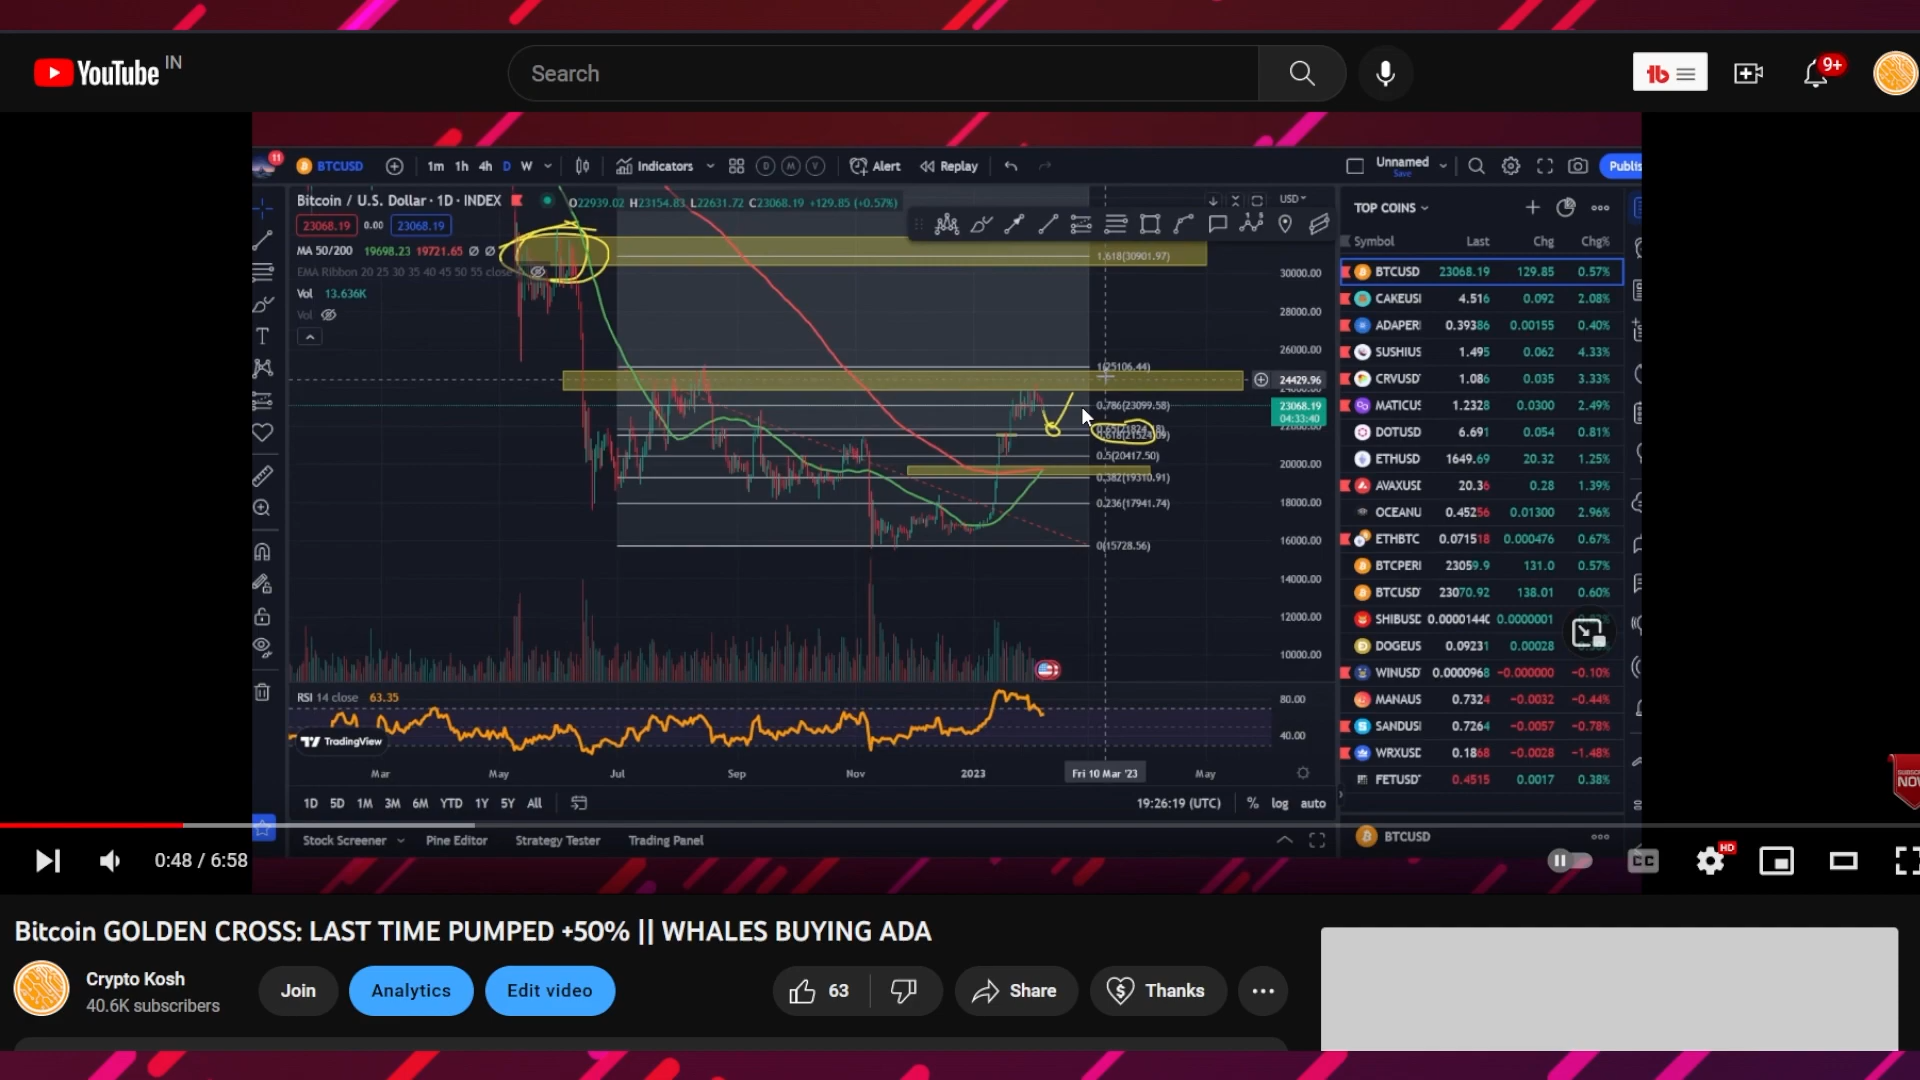 YouTube IN
Search
9+
11
BTCUSD
1m 1h 4h D W
Indicators
D M V
Alert
Replay
Unnamed
Save
Publis
Bitcoin / U.S. Dollar · 1D · INDEX
O22939.02 H23154.83 L22631.72 C23068.19 +129.85 (+0.57%)
USD
23068.19 0.00 23068.19
MA 50/200 19698.23 19721.65 Ø Ø
EMA Ribbon 20 25 30 35 40 45 50 55 close
Vol 13.636K
Vol
1.618(30901.97)
1(25106.44)
0.786(23099.58)
0.5(20417.50)
0.382(19310.91)
0.236(17941.74)
0(15728.56)
30000.00
28000.00
26000.00
24429.96
23068.19
04:33:40
20000.00
18000.00
16000.00
14000.00
12000.00
10000.00
RSI 14 close 63.35
80.00
40.00
TradingView
Mar May Jul Sep Nov 2023 Fri 10 Mar '23 May
1D 5D 1M 3M 6M YTD 1Y 5Y All
19:26:19 (UTC) % log auto
Stock Screener Pine Editor Strategy Tester Trading Panel
TOP COINS
Symbol Last Chg Chg%
BTCUSD 23068.19 129.85 0.57%
CAKEUSI 4.516 0.092 2.08%
ADAPERI 0.39386 0.00155 0.40%
SUSHIUS 1.495 0.062 4.33%
CRVUSD 1.086 0.035 3.33%
MATICUS 1.2328 0.0300 2.49%
DOTUSD 6.691 0.054 0.81%
ETHUSD 1649.69 20.32 1.25%
AVAXUSD 20.36 0.28 1.39%
OCEANU 0.45256 0.01300 2.96%
ETHBTC 0.071518 0.000476 0.67%
BTCPERI 23059.9 131.0 0.57%
BTCUSD 23070.92 138.01 0.60%
SHIBUSD 0.0000144 0.0000001
DOGEUS 0.09231 0.00028
WINUSD 0.0000968 -0.000000 -0.10%
MANAUS 0.7324 -0.0032 -0.44%
SANDUSI 0.7264 -0.0057 -0.78%
WRXUSD 0.1868 -0.0028 -1.48%
FETUSD 0.4515 0.0017 0.38%
BTCUSD
SUBSC
NOW
0:48 / 6:58
CC
HD
Bitcoin GOLDEN CROSS: LAST TIME PUMPED +50% || WHALES BUYING ADA
Crypto Kosh
40.6K subscribers
Join
Analytics
Edit video
63
Share
Thanks